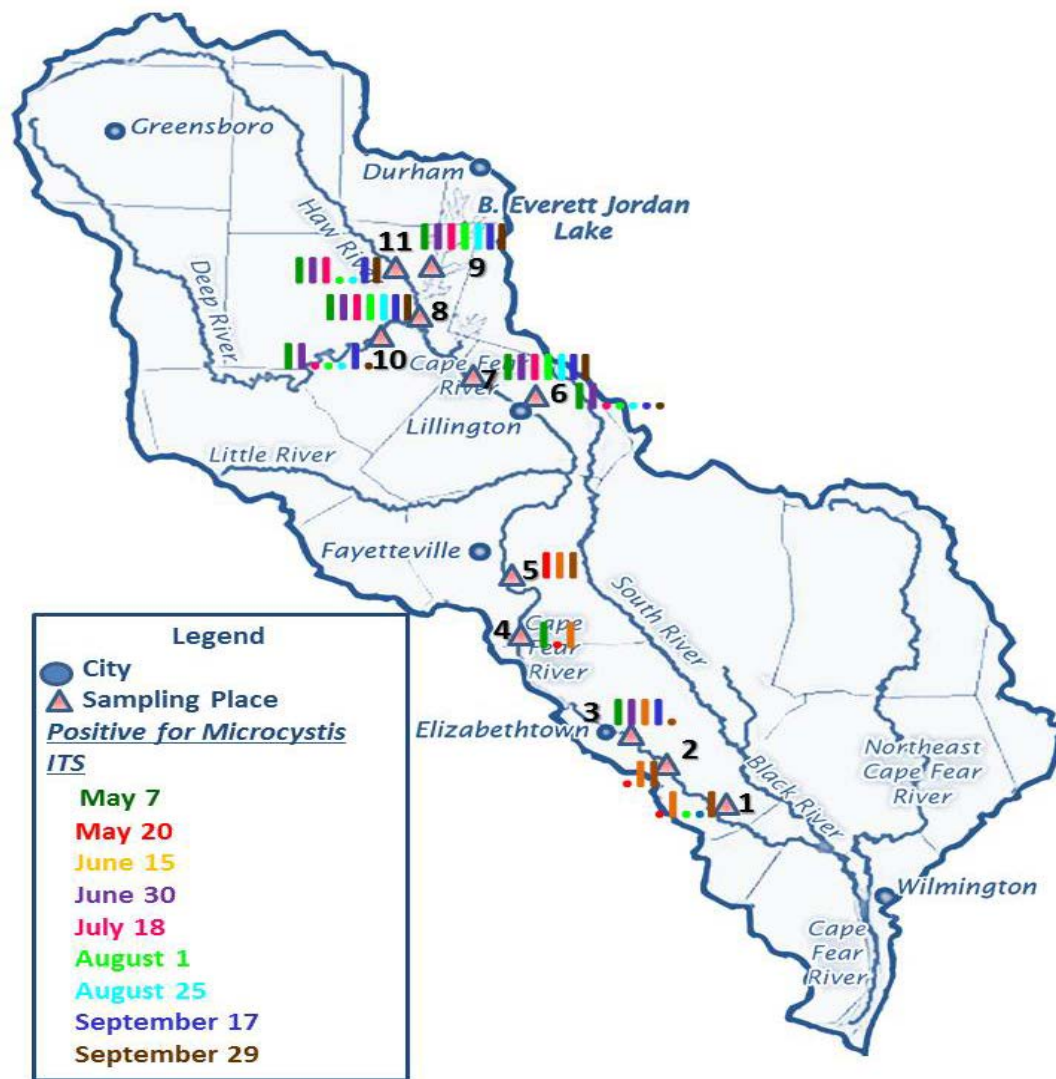 Greensboro
Durham
B. Everett Jordan
Lake
Haw River
11
9
Deep River
8
10
Cape Fear
River
7
6
Lillington
Little River
Fayetteville
5
South River
4
Cape
Fear
River
3
Elizabethtown
2
Black River
1
Northeast
Cape Fear
River
Wilmington
Cape
Fear
River
Legend
City
Sampling Place
Positive for Microcystis
ITS
May 7
May 20
June 15
June 30
July 18
August 1
August 25
September 17
September 29